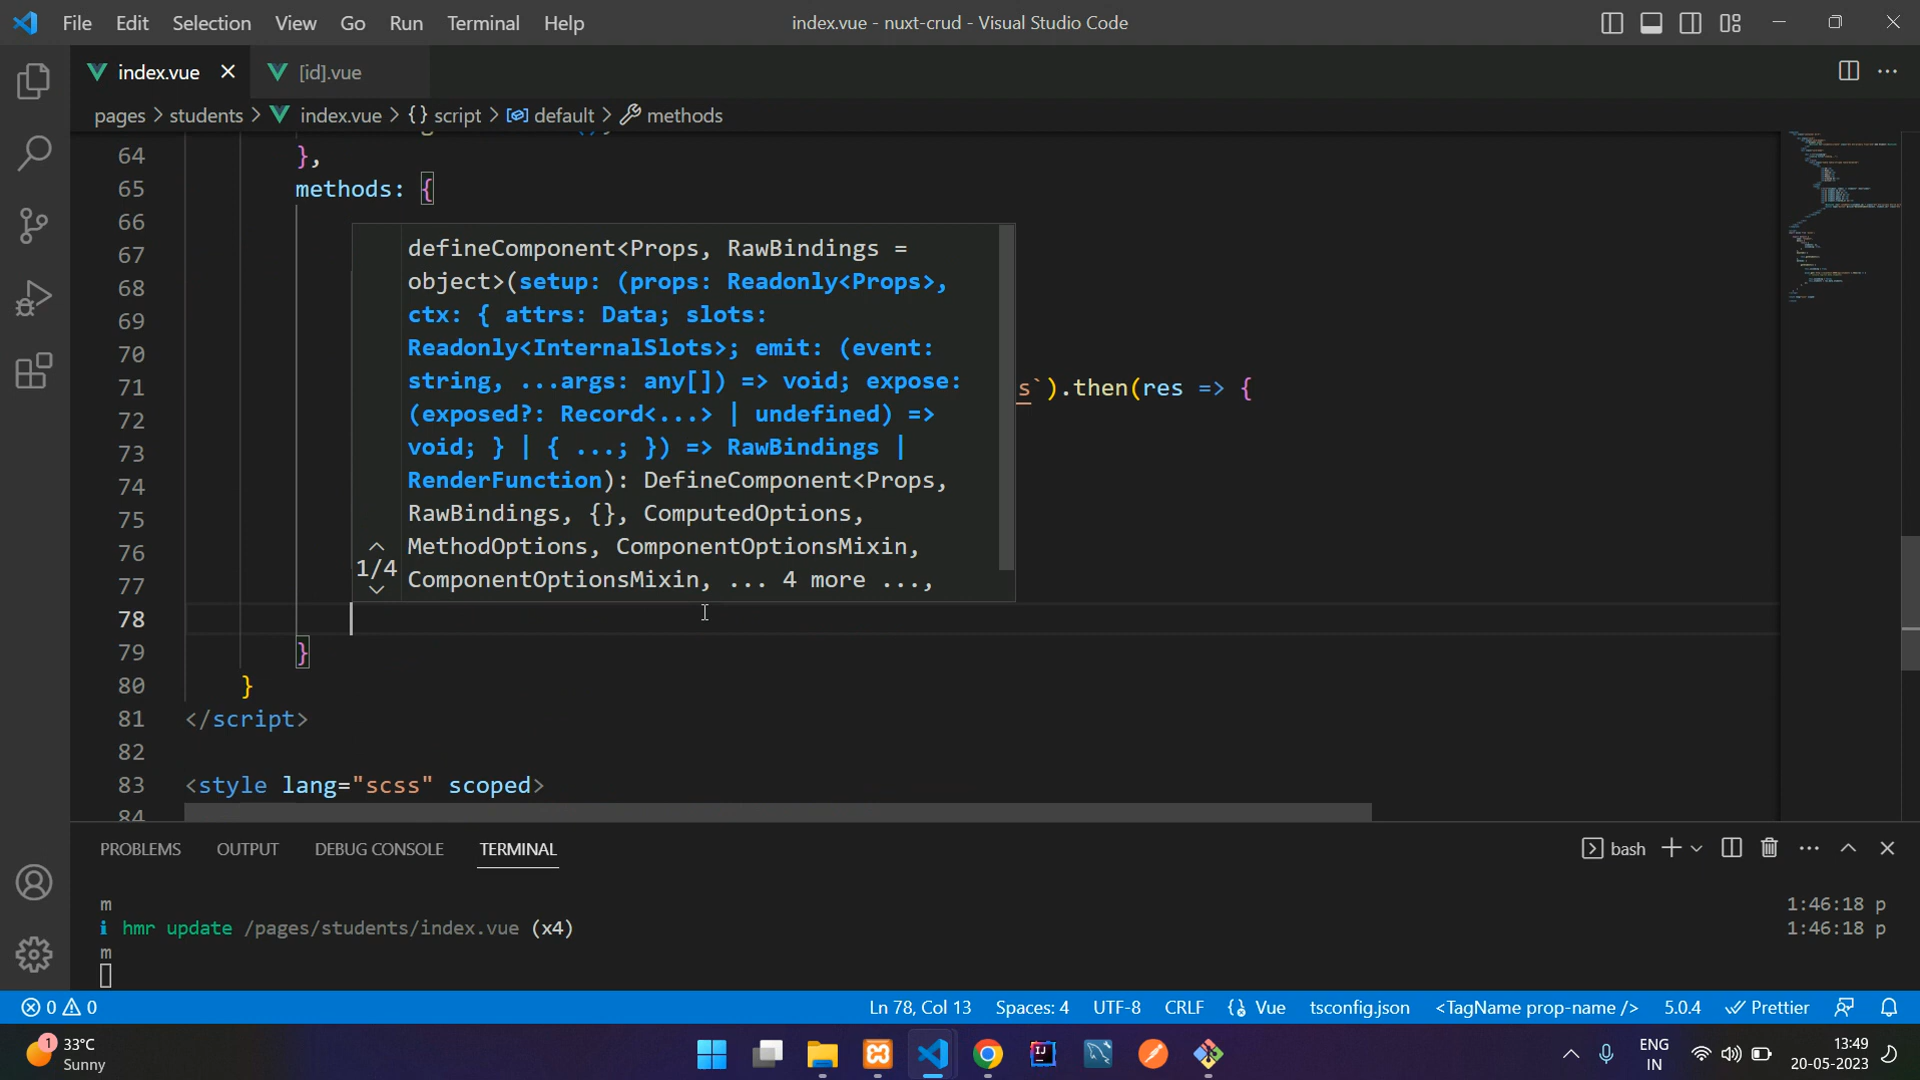 File Edit Selection View Go Run Terminal Help index.vue - nuxt-crud - Visual Studio Code
index.vue [id].vue
pages > students > index.vue > {} script > default > methods
64 },
65 methods: {
66
67
68
69
70
71 s`).then(res => {
72
73
74
75
76
77
78
79 }
80 }
81 </script>
82
83 <style lang="scss" scoped>
84
defineComponent<Props, RawBindings =
object>(setup: (props: Readonly<Props>,
ctx: { attrs: Data; slots:
Readonly<InternalSlots>; emit: (event:
string, ...args: any[]) => void; expose:
(exposed?: Record<...> | undefined) =>
void; } | { ...; }) => RawBindings |
RenderFunction): DefineComponent<Props,
RawBindings, {}, ComputedOptions,
MethodOptions, ComponentOptionsMixin,
ComponentOptionsMixin, ... 4 more ...,
1/4
PROBLEMS OUTPUT DEBUG CONSOLE TERMINAL bash
m 1:46:18 p
i hmr update /pages/students/index.vue (x4) 1:46:18 p
m
0 0 Ln 78, Col 13 Spaces: 4 UTF-8 CRLF Vue tsconfig.json <TagName prop-name /> 5.0.4 Prettier
1 33°C
Sunny
ENG
IN
13:49
20-05-2023